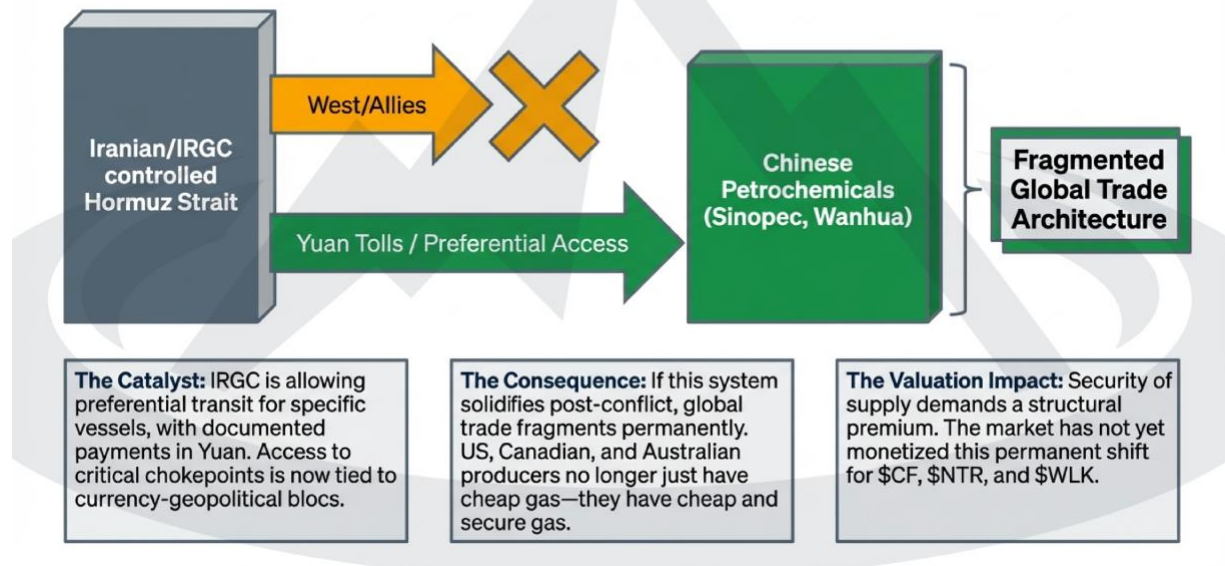 Iranian/IRGC
controlled
Hormuz Strait
West/Allies
Yuan Tolls / Preferential Access
Chinese
Petrochemicals
(Sinopec, Wanhua)
Fragmented
Global Trade
Architecture
The Catalyst: IRGC is allowing
preferential transit for specific
vessels, with documented
payments in Yuan. Access to
critical chokepoints is now tied to
currency-geopolitical blocs.
The Consequence: If this system
solidifies post-conflict, global
trade fragments permanently.
US, Canadian, and Australian
producers no longer just have
cheap gas—they have cheap and
secure gas.
The Valuation Impact: Security of
supply demands a structural
premium. The market has not yet
monetized this permanent shift
for $CF, $NTR, and $WLK.